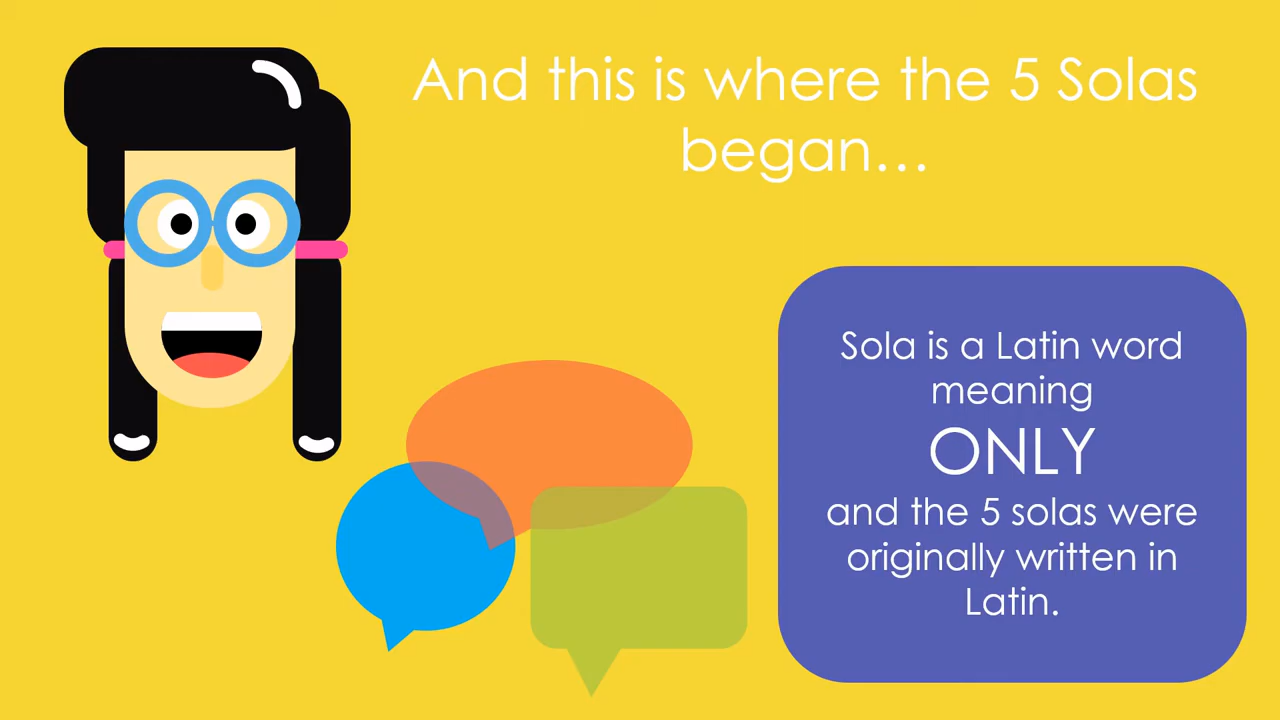 And this is where the 5 Solas
began...
Sola is a Latin word
meaning
ONLY
and the 5 solas were
originally written in
Latin.